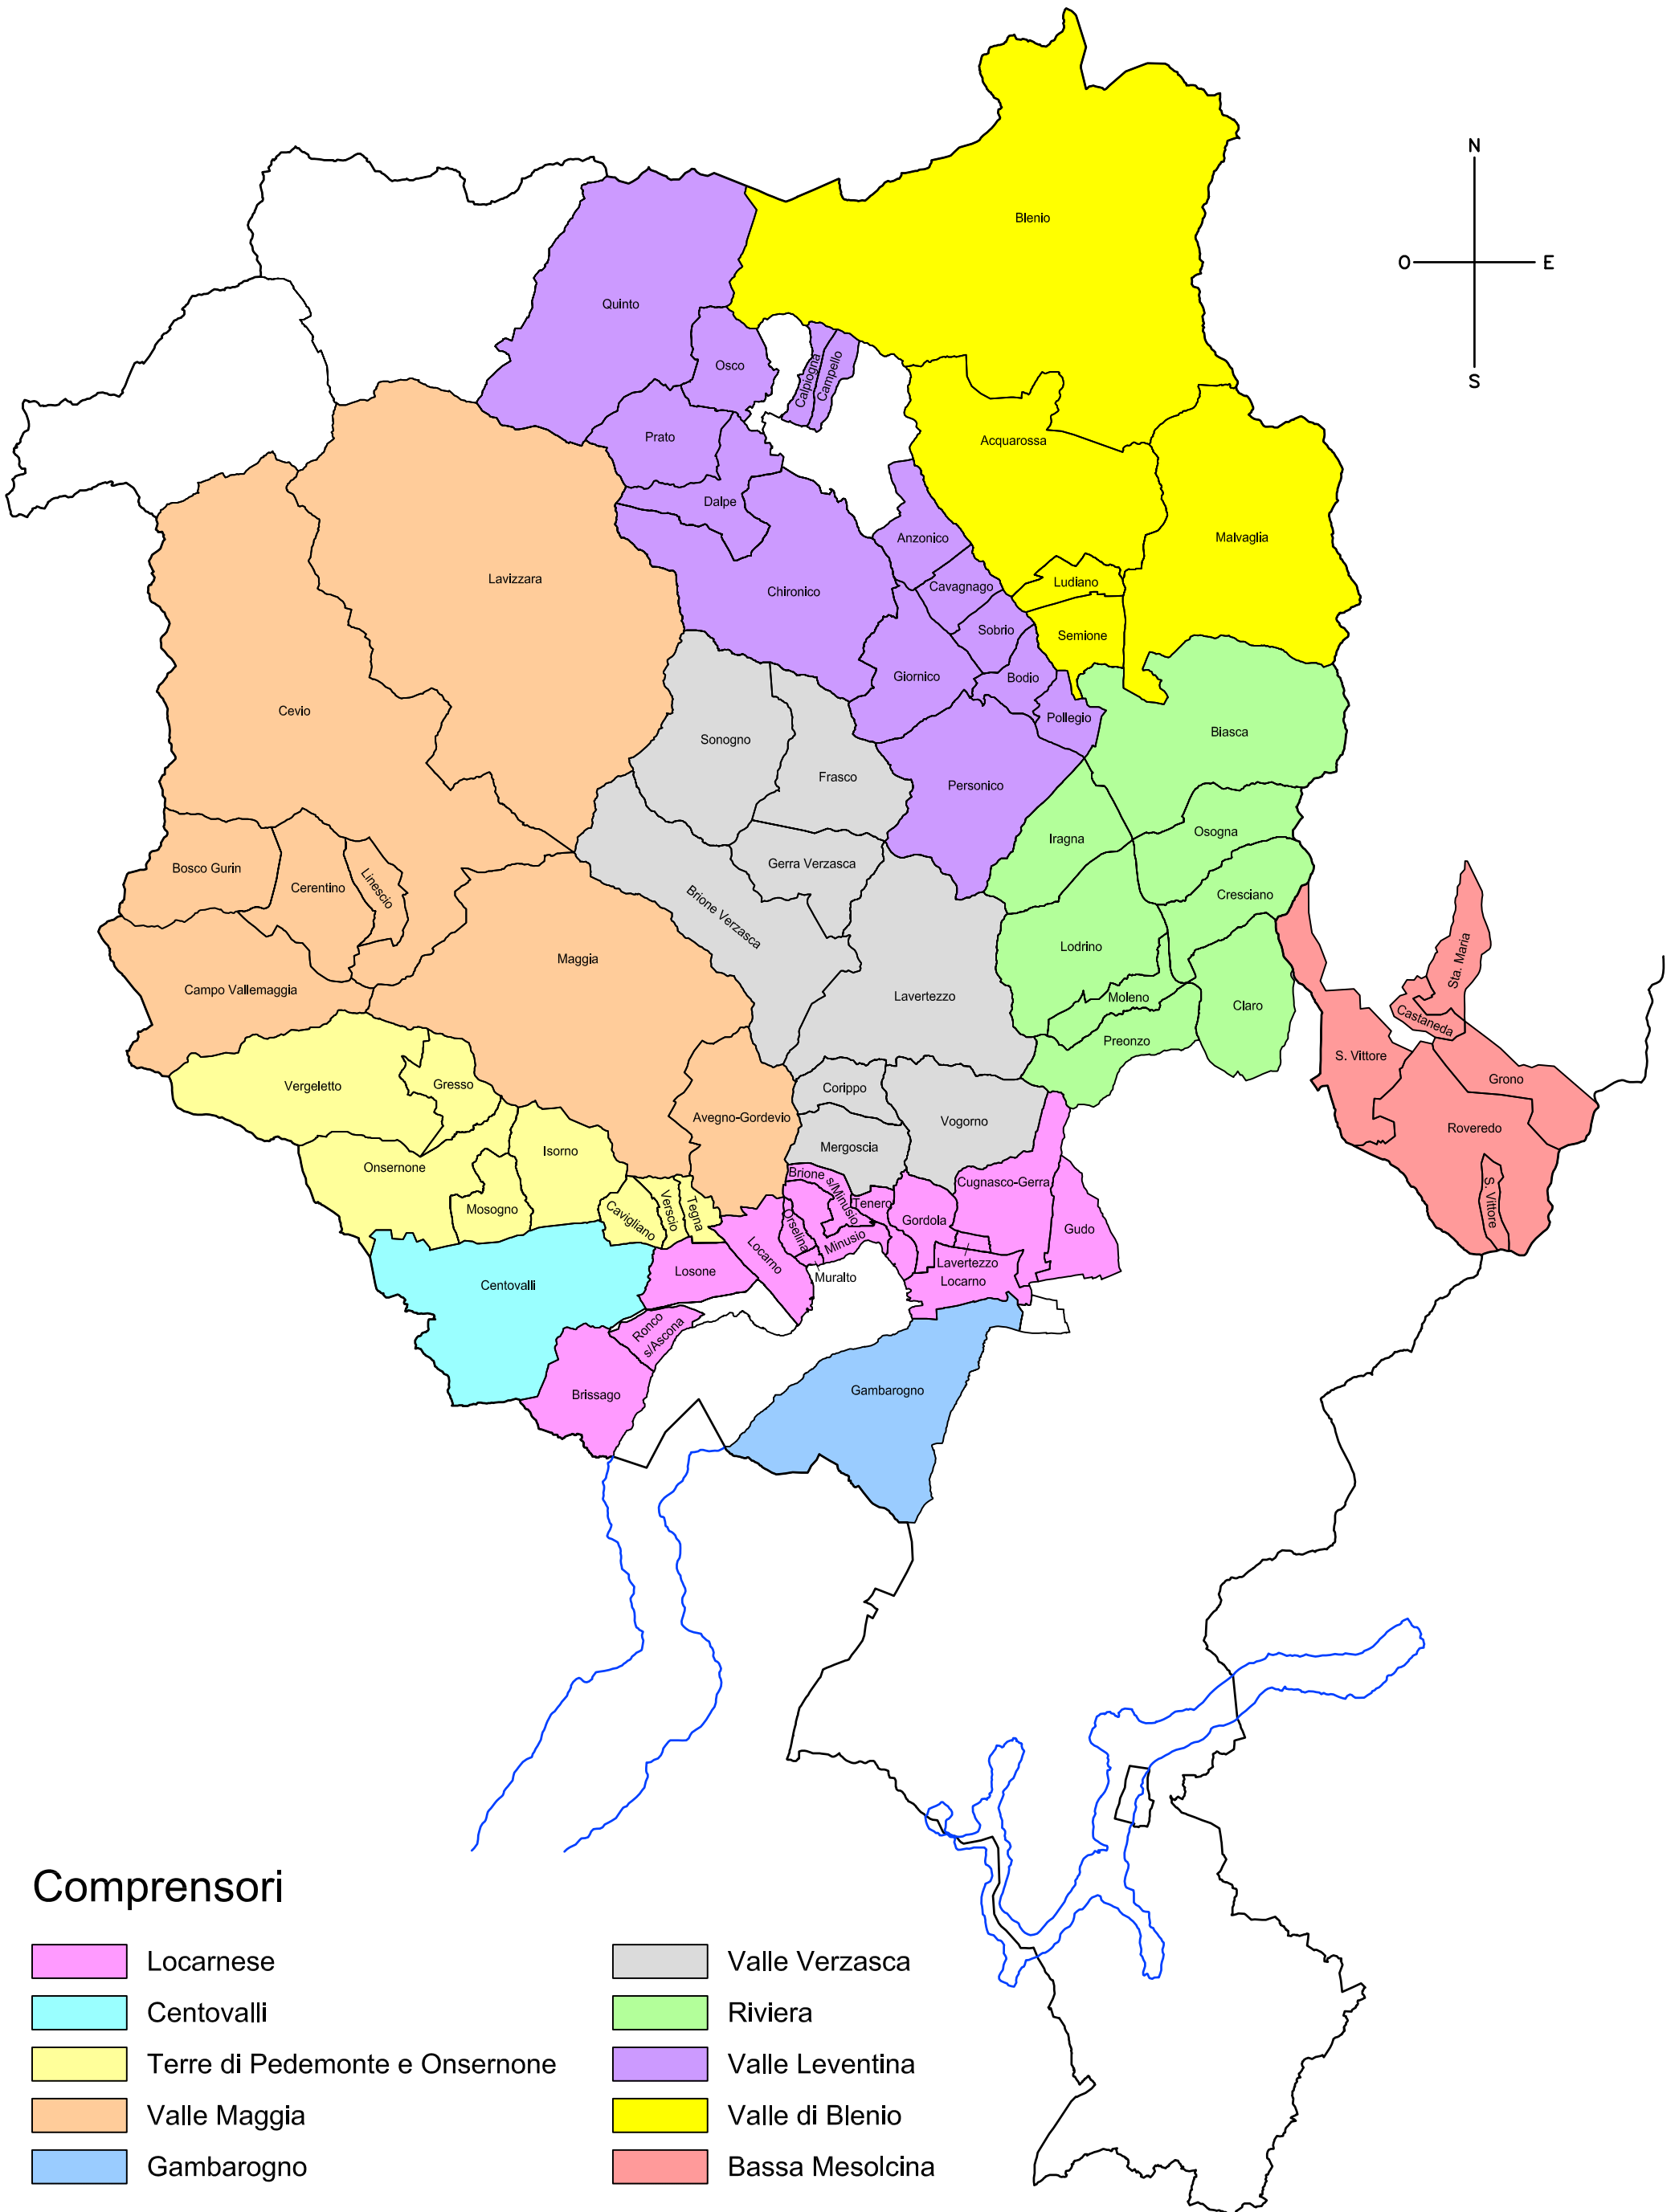 N
O
E
S
Blenio
Quinto
Osco
Calpiogna
Campello
Prato
Acquarossa
Dalpe
Anzonico
Malvaglia
Lavizzara
Chironico
Cavagnago
Ludiano
Sobrio
Semione
Giornico
Bodio
Pollegio
Cevio
Sonogno
Frasco
Personico
Biasca
Iragna
Osogna
Bosco Gurin
Cerentino
Linescio
Gerra Verzasca
Brione Verzasca
Cresciano
Lodrino
Maggia
Campo Vallemaggia
Lavertezzo
Moleno
Claro
Preonzo
Sta. Maria
Castaneda
S. Vittore
Grono
Roveredo
S. Vittore
Vergeletto
Gresso
Corippo
Vogorno
Avegno-Gordevio
Mergoscia
Isorno
Onsernone
Mosogno
Cavigliano
Verscio
Tegna
Brione
s/Minusio
Tenero
Cugnasco-Gerra
Gordola
Gudo
Orselina
Minusio
Locarno
Muralto
Lavertezzo
Locarno
Losone
Centovalli
Ronco
s/Ascona
Brissago
Gambarogno
Comprensori
Locarnese
Centovalli
Terre di Pedemonte e Onsernone
Valle Maggia
Gambarogno
Valle Verzasca
Riviera
Valle Leventina
Valle di Blenio
Bassa Mesolcina